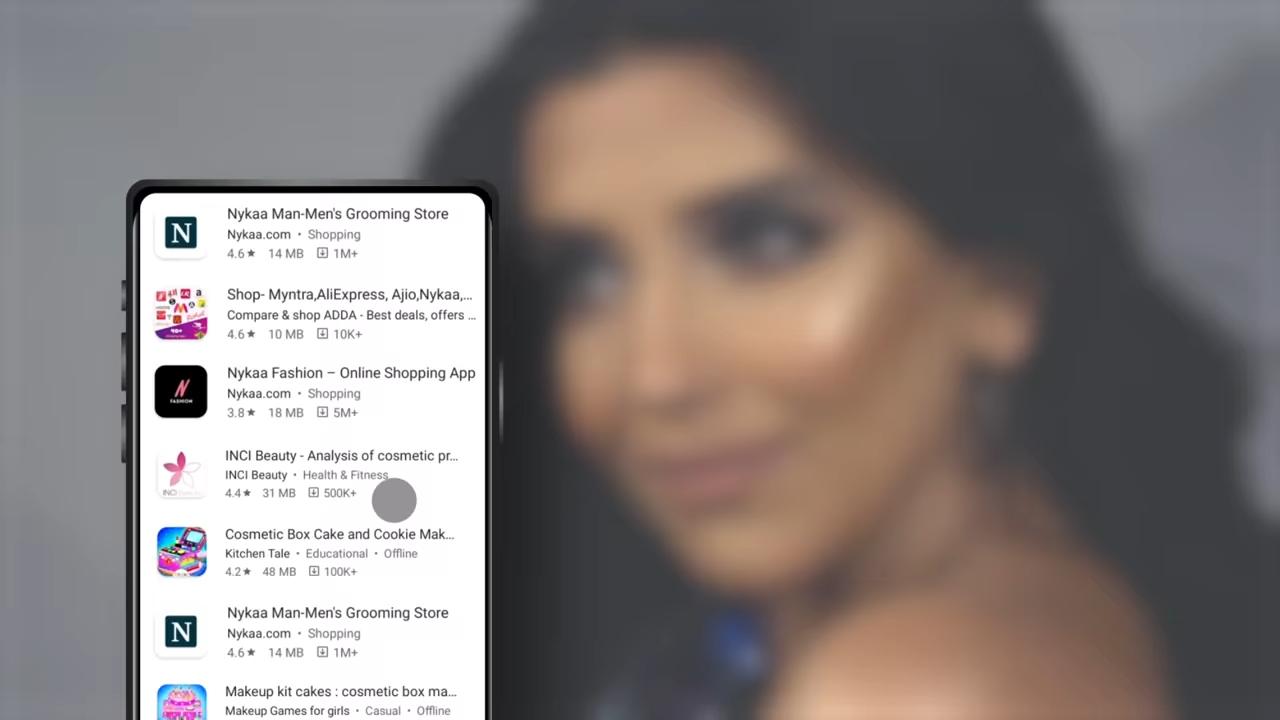 N
Nykaa Man-Men's Grooming Store
Nykaa.com • Shopping
4.6★ 14 MB 1M+
Shop- Myntra,AliExpress, Ajio,Nykaa,...
Compare & shop ADDA - Best deals, offers ...
4.6★ 10 MB 10K+
N
FASHION
Nykaa Fashion – Online Shopping App
Nykaa.com • Shopping
3.8★ 18 MB 5M+
INCI Beauty - Analysis of cosmetic pr...
INCI Beauty • Health & Fitness
4.4★ 31 MB 500K+
Cosmetic Box Cake and Cookie Mak...
Kitchen Tale • Educational • Offline
4.2★ 48 MB 100K+
N
Nykaa Man-Men's Grooming Store
Nykaa.com • Shopping
4.6★ 14 MB 1M+
Makeup kit cakes : cosmetic box ma...
Makeup Games for girls • Casual • Offline